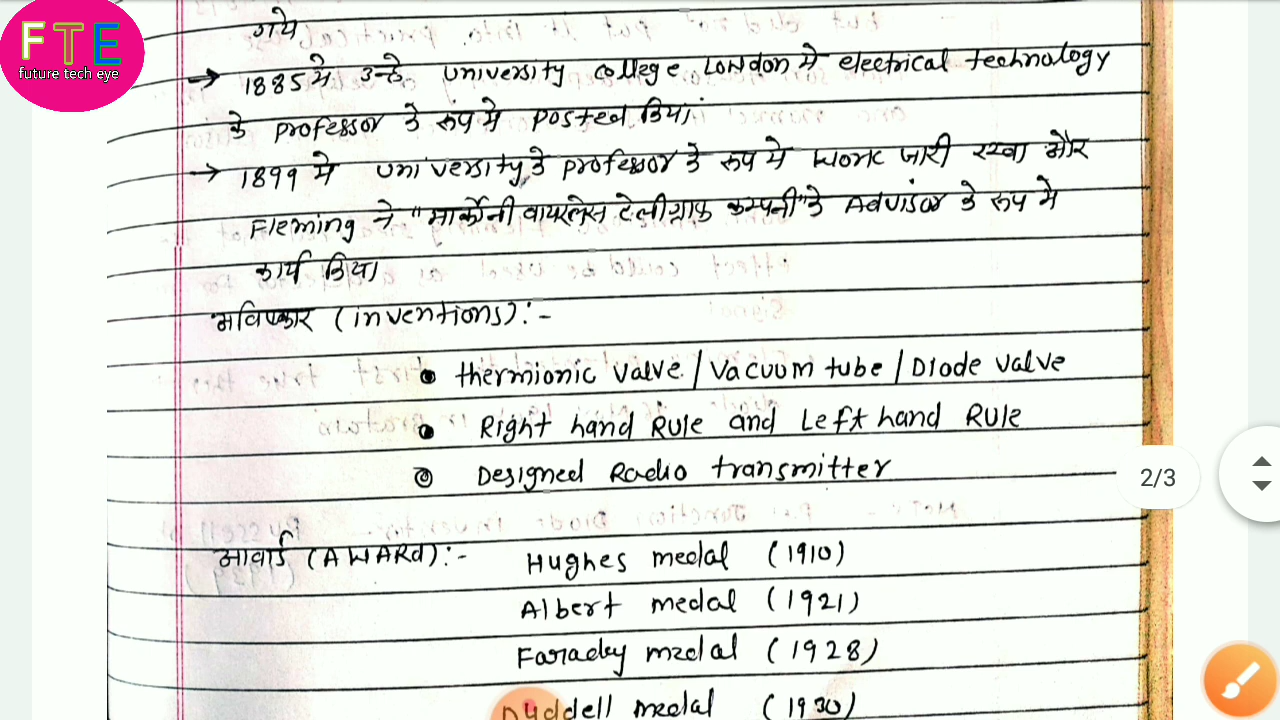 FTE
future tech eye
गये
→ 1885 मे उन्हे University College London मे electrical technology
के professor के रूप मे posted किया
→ 1899 मे University के professor के रूप मे work जारी रखा और
Fleming ने "मार्कोनी वायरलेस टेलीग्राफ कम्पनी" के Advisor के रूप मे
कार्य किया
अविष्कार (inventions):-
• thermionic valve / Vacuum tube / Diode valve
• Right hand Rule and Left hand Rule
• Designed Radio transmitter
2/3
आवार्ड (AWARd):- Hughes medal (1910)
Albert medal (1921)
Faraday medal (1928)
Duddell medal (1930)